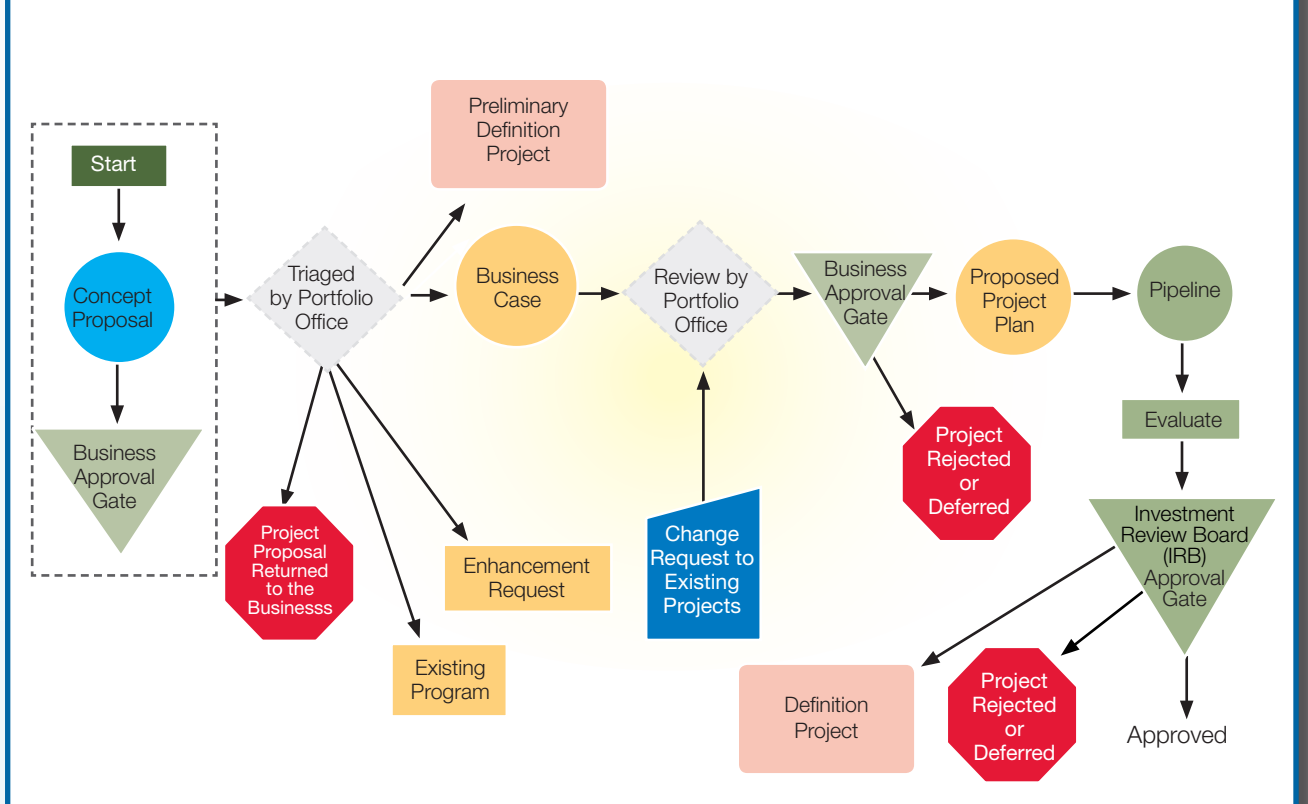 Start
Concept
Proposal
Business
Approval
Gate
Triaged
by Portfolio
Office
Preliminary
Definition
Project
Business
Case
Project
Proposal
Returned
to the
Businesss
Existing
Program
Enhancement
Request
Review by
Portfolio
Office
Change
Request to
Existing
Projects
Business
Approval
Gate
Project
Rejected
or
Deferred
Proposed
Project
Plan
Pipeline
Evaluate
Investment
Review Board
(IRB)
Approval
Gate
Definition
Project
Project
Rejected
or
Deferred
Approved